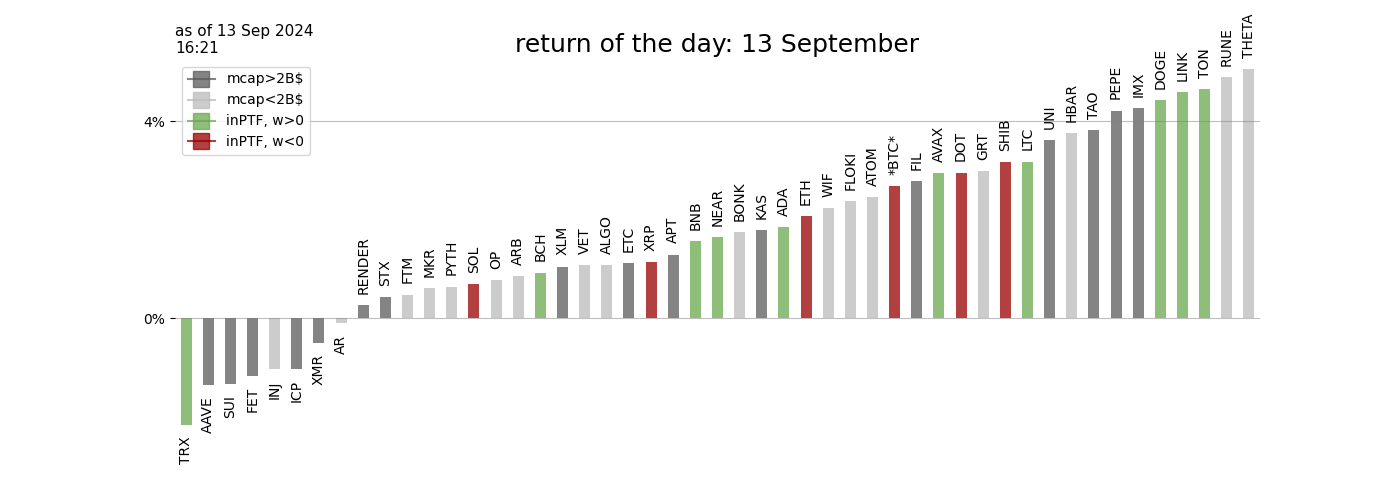 as of 13 Sep 2024
16:21
return of the day: 13 September
mcap>2B$
mcap<2B$
inPTF, w>0
inPTF, w<0
4%
0%
TRX
AAVE
SUI
FET
INJ
ICP
XMR
AR
RENDER
STX
FTM
MKR
PYTH
SOL
OP
ARB
BCH
XLM
VET
ALGO
ETC
XRP
APT
BNB
NEAR
BONK
KAS
ADA
ETH
WIF
FLOKI
ATOM
*BTC*
FIL
AVAX
DOT
GRT
SHIB
LTC
UNI
HBAR
TAO
PEPE
IMX
DOGE
LINK
TON
RUNE
THETA